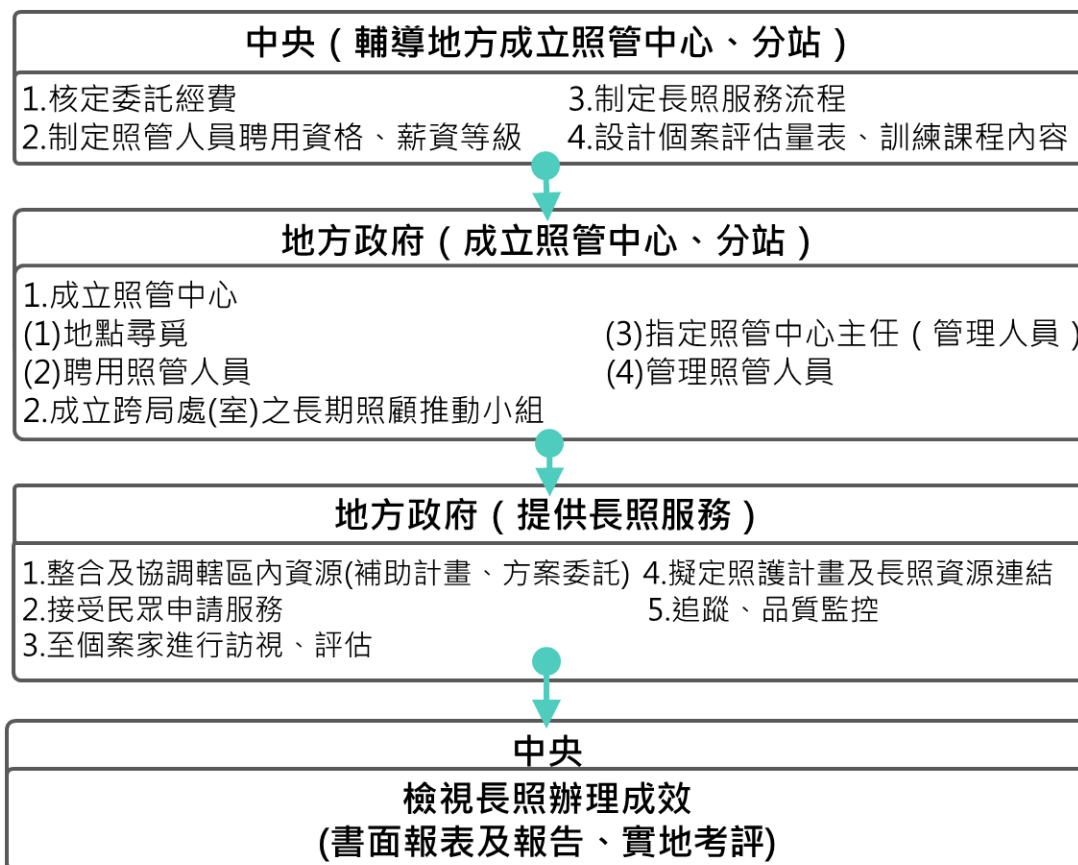 中央（輔導地方成立照管中心、分站）
1.核定委託經費 3.制定長照服務流程
2.制定照管人員聘用資格、薪資等級 4.設計個案評估量表、訓練課程內容
地方政府（成立照管中心、分站）
1.成立照管中心
(1)地點尋覓 (3)指定照管中心主任（管理人員）
(2)聘用照管人員 (4)管理照管人員
2.成立跨局處(室)之長期照顧推動小組
地方政府（提供長照服務）
1.整合及協調轄區內資源(補助計畫、方案委託) 4.擬定照護計畫及長照資源連結
2.接受民眾申請服務 5.追蹤、品質監控
3.至個案家進行訪視、評估
中央
檢視長照辦理成效
(書面報表及報告、實地考評)